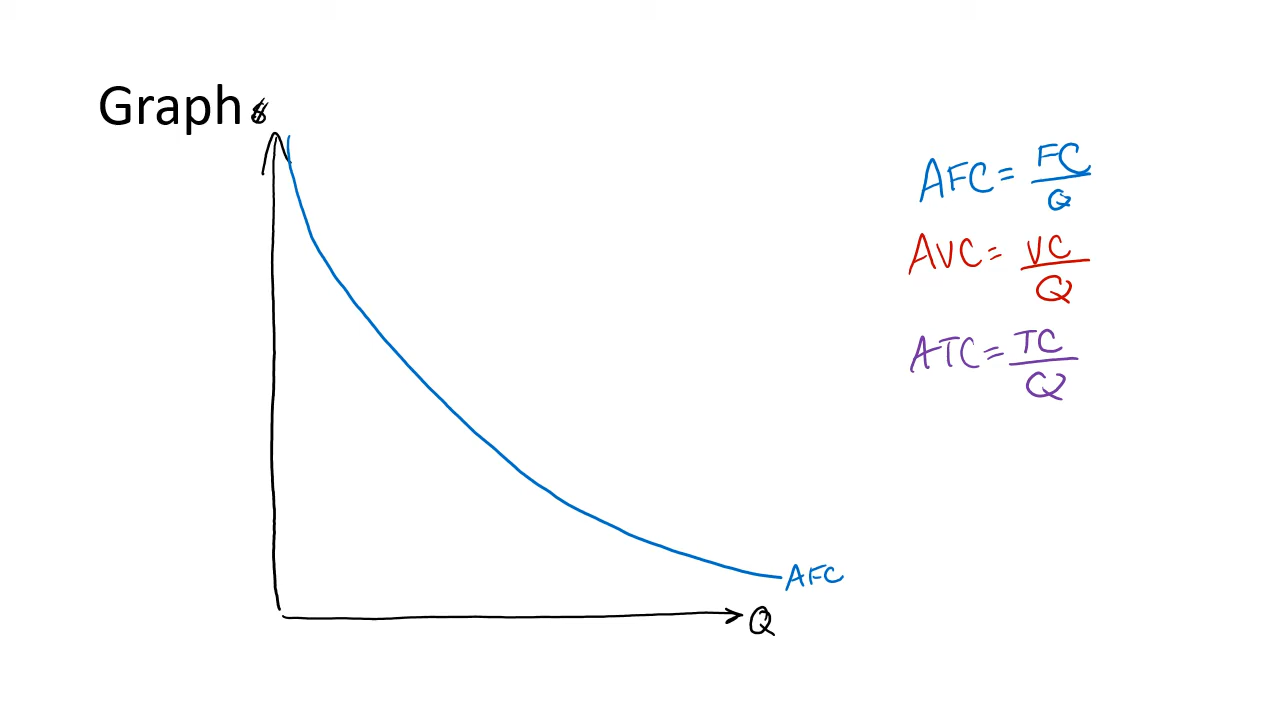 Graph
$
AFC = FC/Q
AVC = VC/Q
ATC = TC/Q
AFC
Q